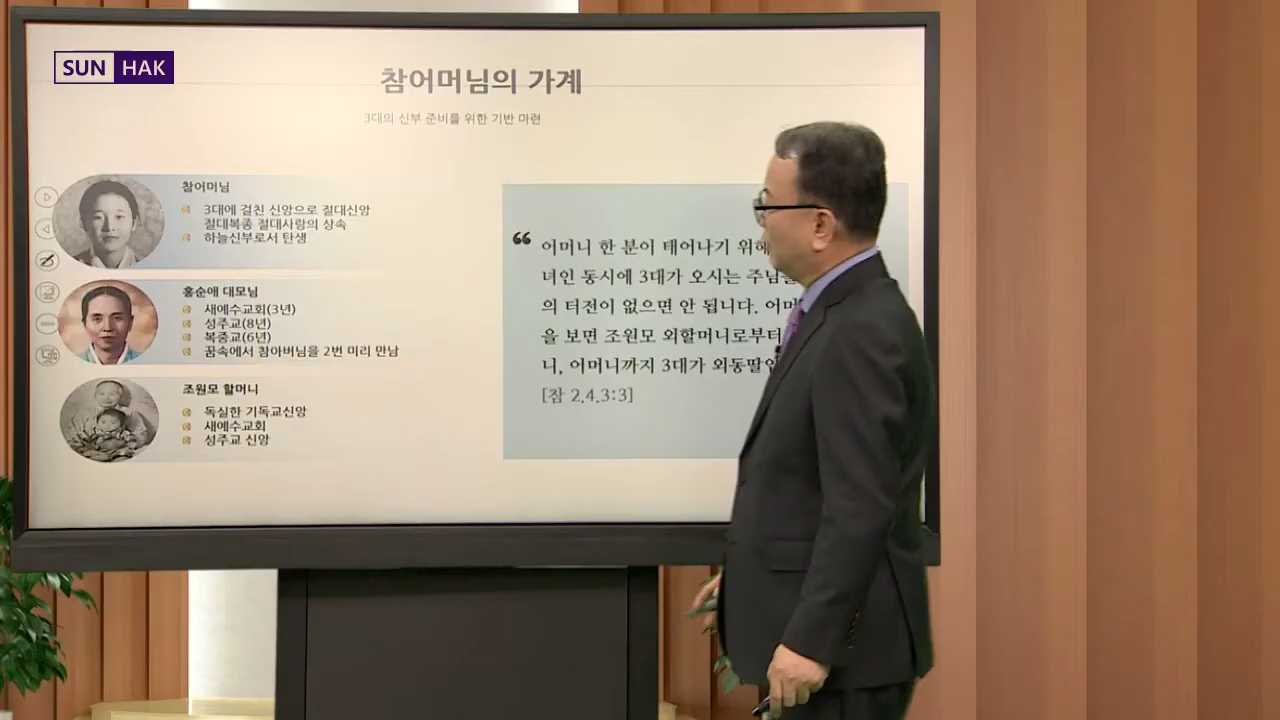 SUN HAK
참어머님의 가계
3대의 신부 준비를 위한 기반 마련
참어머님
3대에 걸친 신앙으로 절대신앙
절대복종 절대사랑의 상속
하늘신부로서 탄생
홍순애 대모님
새예수교회(3년)
성주교(8년)
복중교(6년)
꿈속에서 참아버님을 2번 미리 만남
조원모 할머니
독실한 기독교신앙
새예수교회
성주교 신앙
“ 어머니 한 분이 태어나기 위해
녀인 동시에 3대가 오시는 주님을
의 터전이 없으면 안 됩니다.
을 보면 조원모 외할머니로부터
니, 어머니까지 3대가
[참 2.4.3:3]